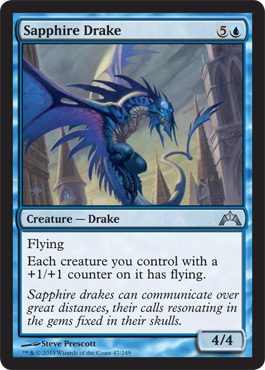 Sapphire Drake 5
Creature — Drake
Flying
Each creature you control with a
+1/+1 counter on it has flying.
Sapphire drakes can communicate over
great distances, their calls resonating in
the gems fixed in their skulls.
Steve Prescott
4/4
™ & © 2013 Wizards of the Coast 47/249